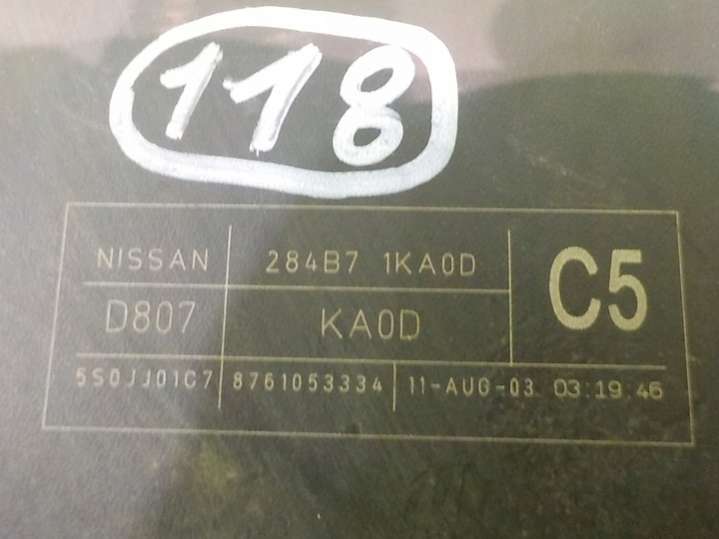 118
NISSAN 284B7 1KA0D C5
D807 KA0D
5S0JJ01C7 8761053334 11-AUG-03 03:19:46